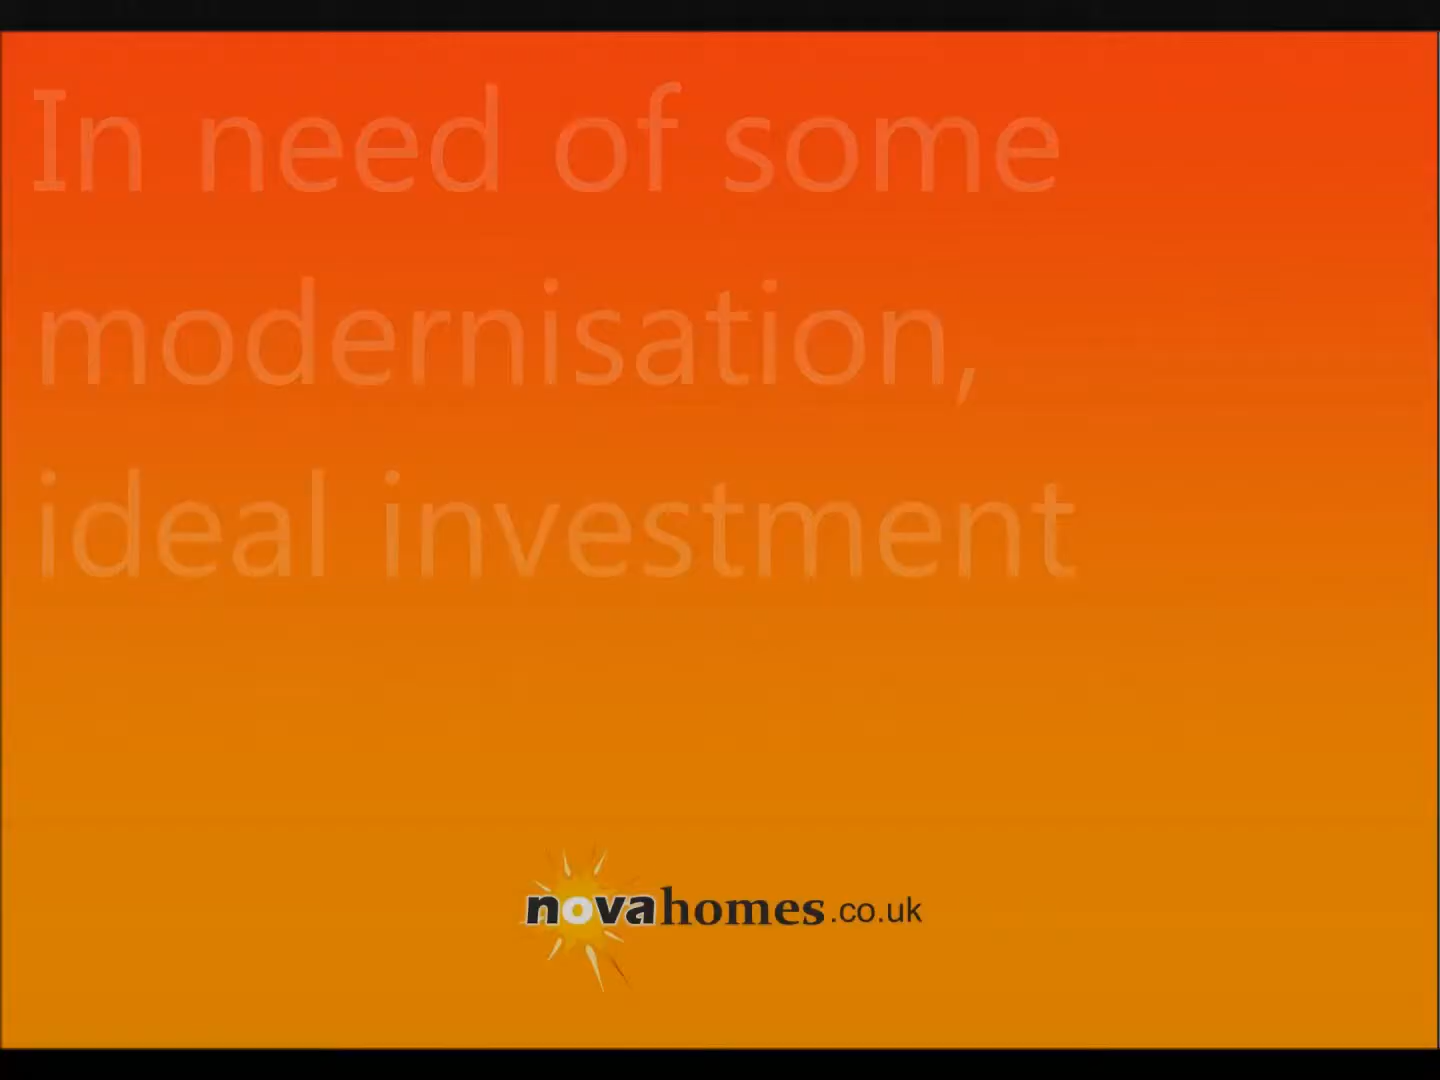 In need of some
modernisation,
ideal investment
novahomes.co.uk